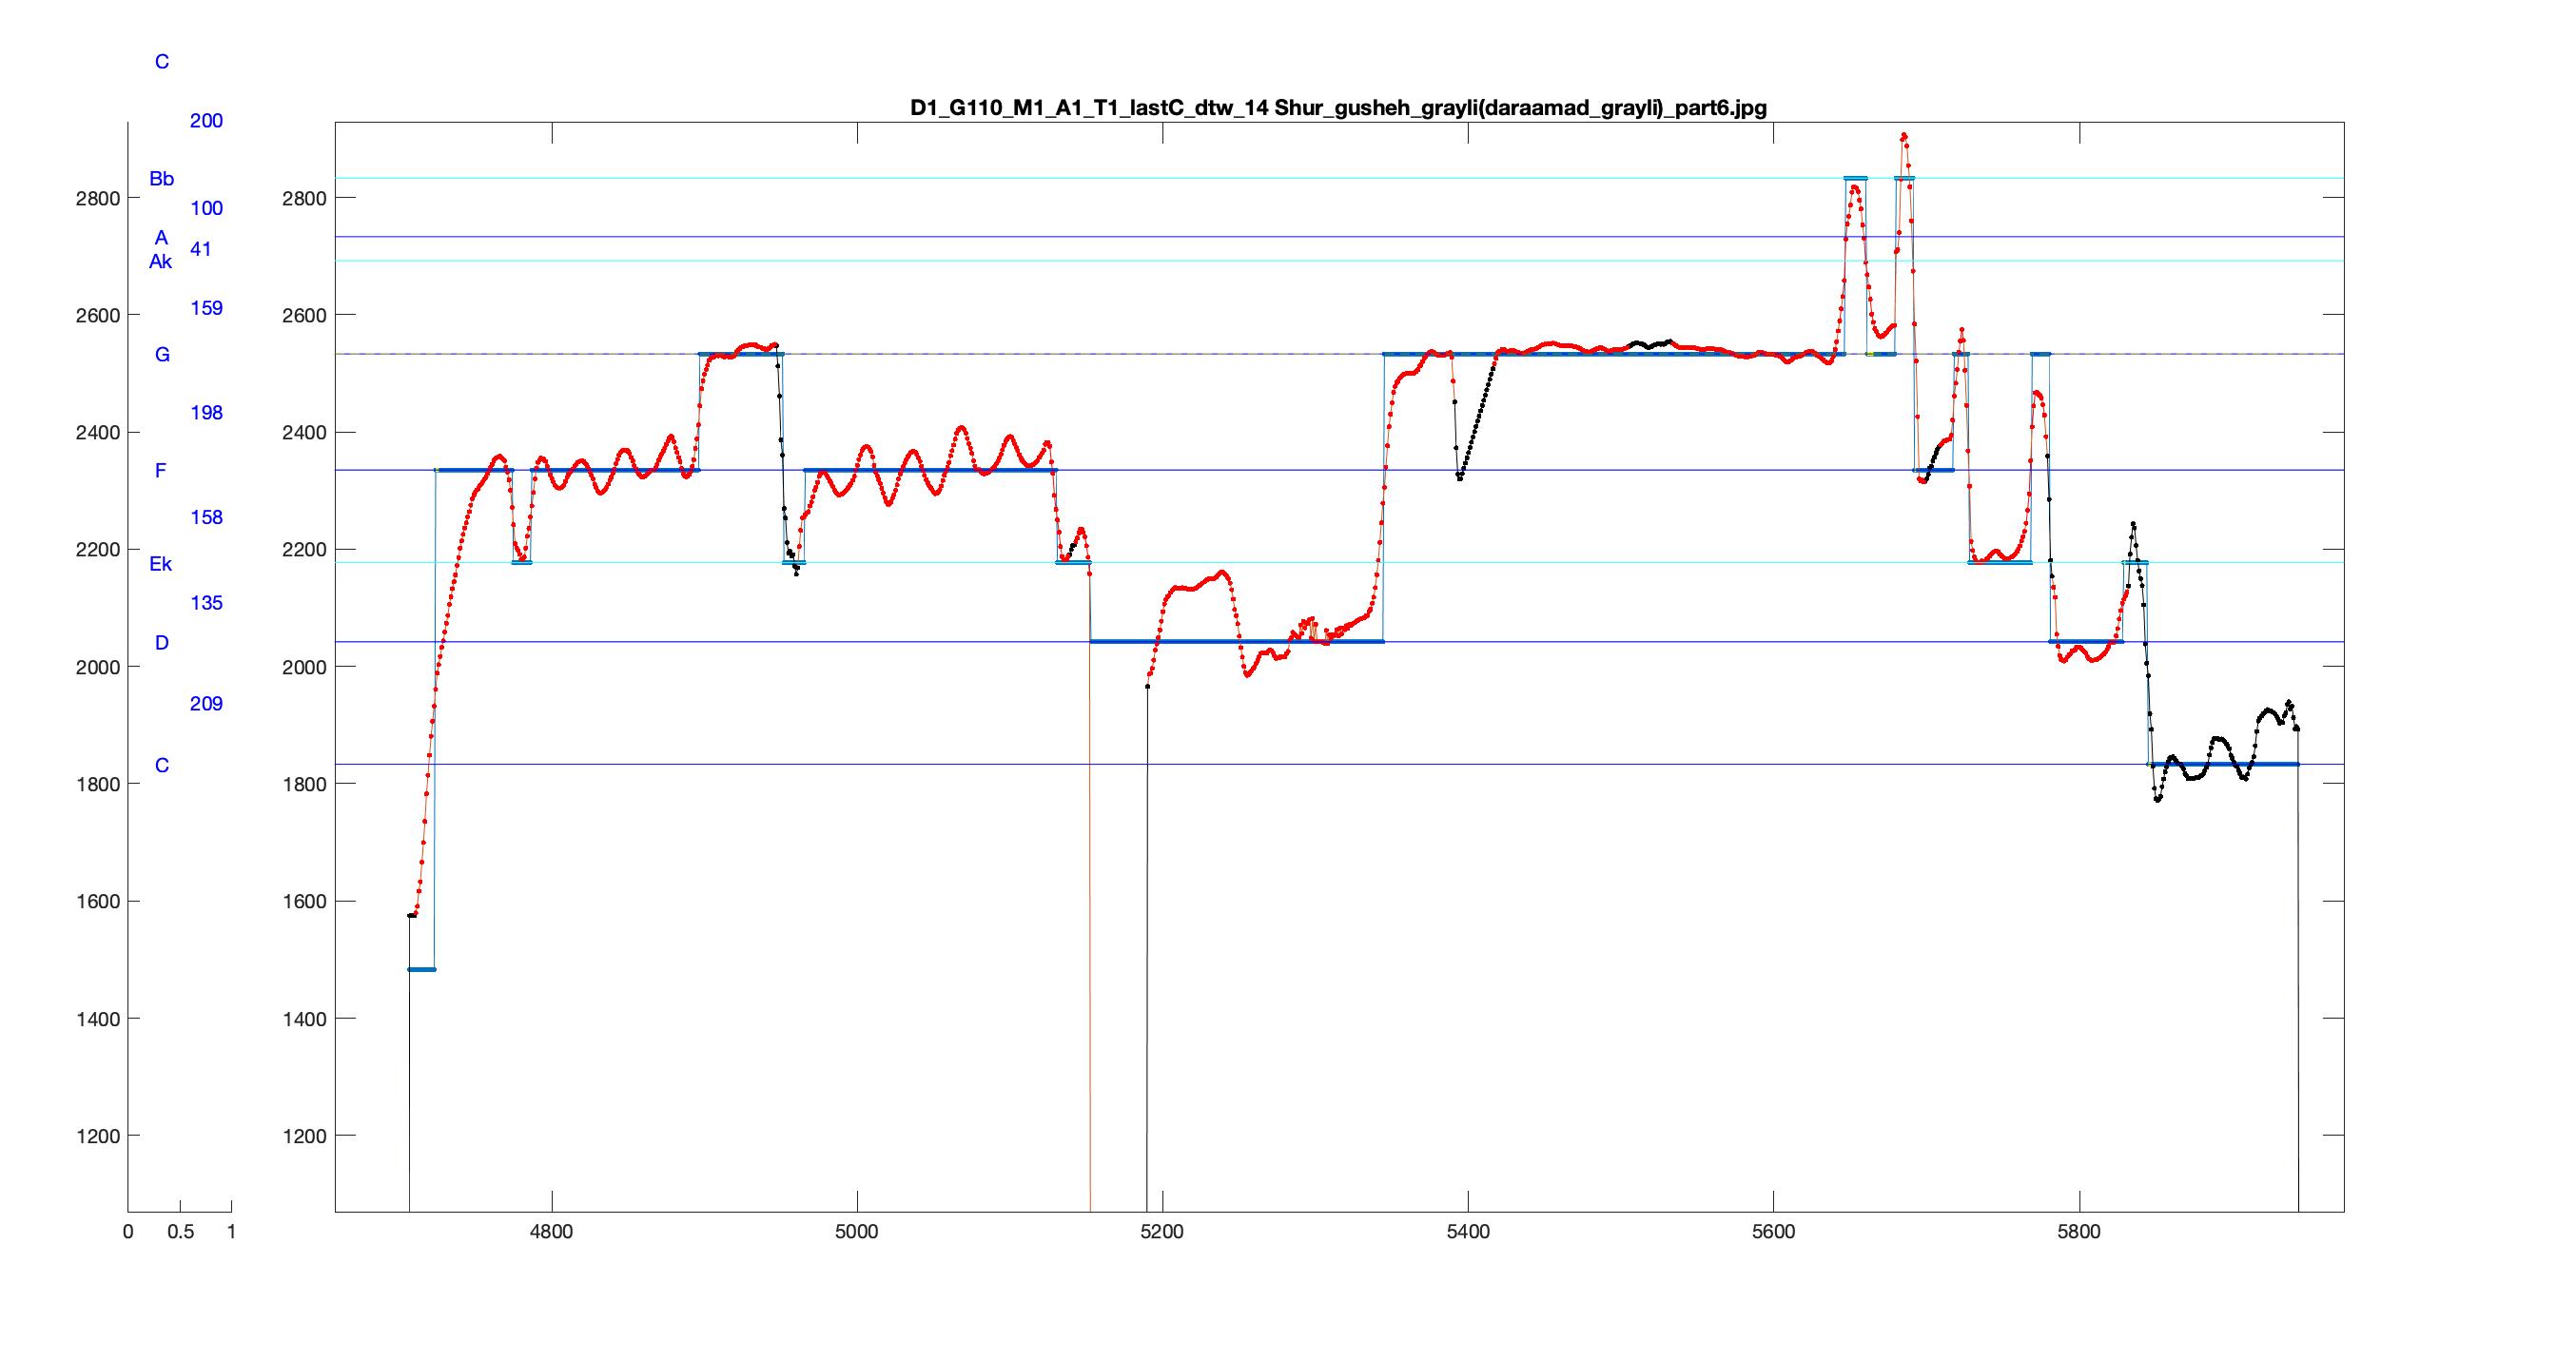 D1_G110_M1_A1_T1_lastC_dtw_14 Shur_gusheh_grayli(daraamad_grayli)_part6.jpg
C
200
Bb
100
A
41
Ak
159
G
198
F
158
Ek
135
D
209
C
2800
2600
2400
2200
2000
1800
1600
1400
1200
0 0.5 1
2800
2600
2400
2200
2000
1800
1600
1400
1200
4800 5000 5200 5400 5600 5800